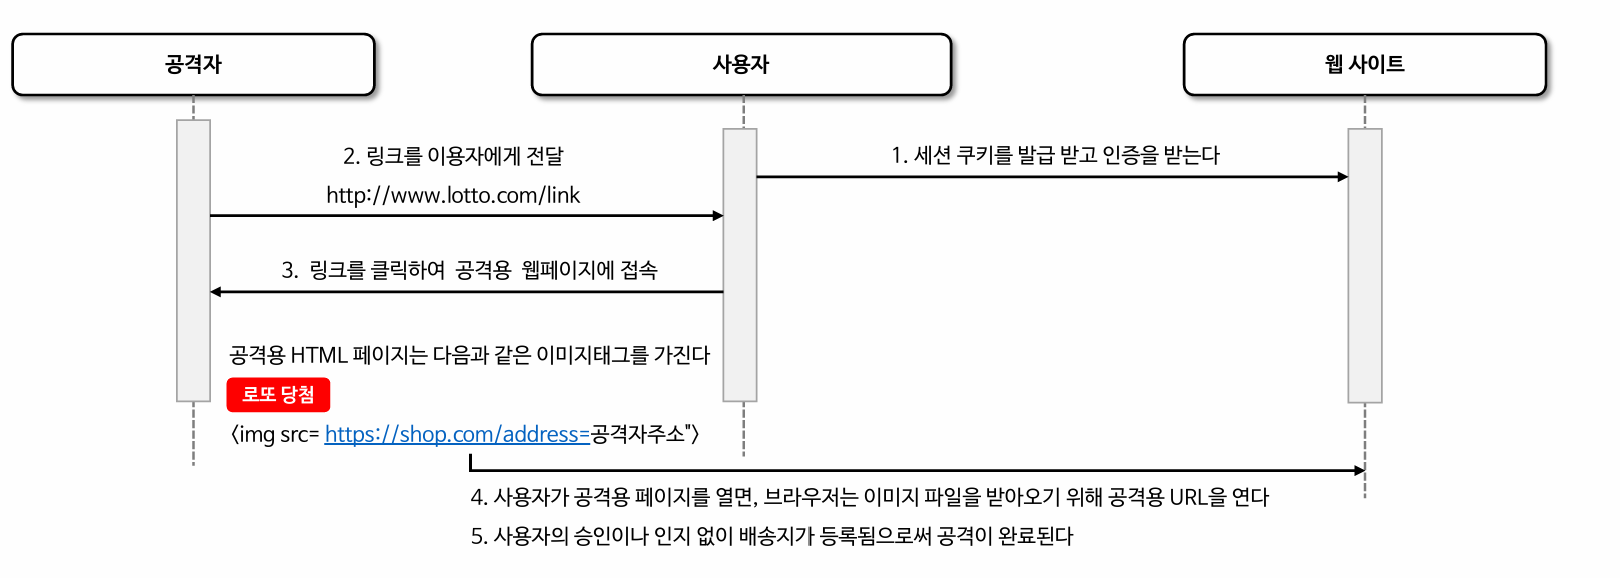 공격자
사용자
웹 사이트
2. 링크를 이용자에게 전달
http://www.lotto.com/link
1. 세션 쿠키를 발급 받고 인증을 받는다
3. 링크를 클릭하여 공격용 웹페이지에 접속
공격용 HTML 페이지는 다음과 같은 이미지태그를 가진다
로또 당첨
<img src= https://shop.com/address=공격자주소">
4. 사용자가 공격용 페이지를 열면, 브라우저는 이미지 파일을 받아오기 위해 공격용 URL을 연다
5. 사용자의 승인이나 인지 없이 배송지가 등록됨으로써 공격이 완료된다